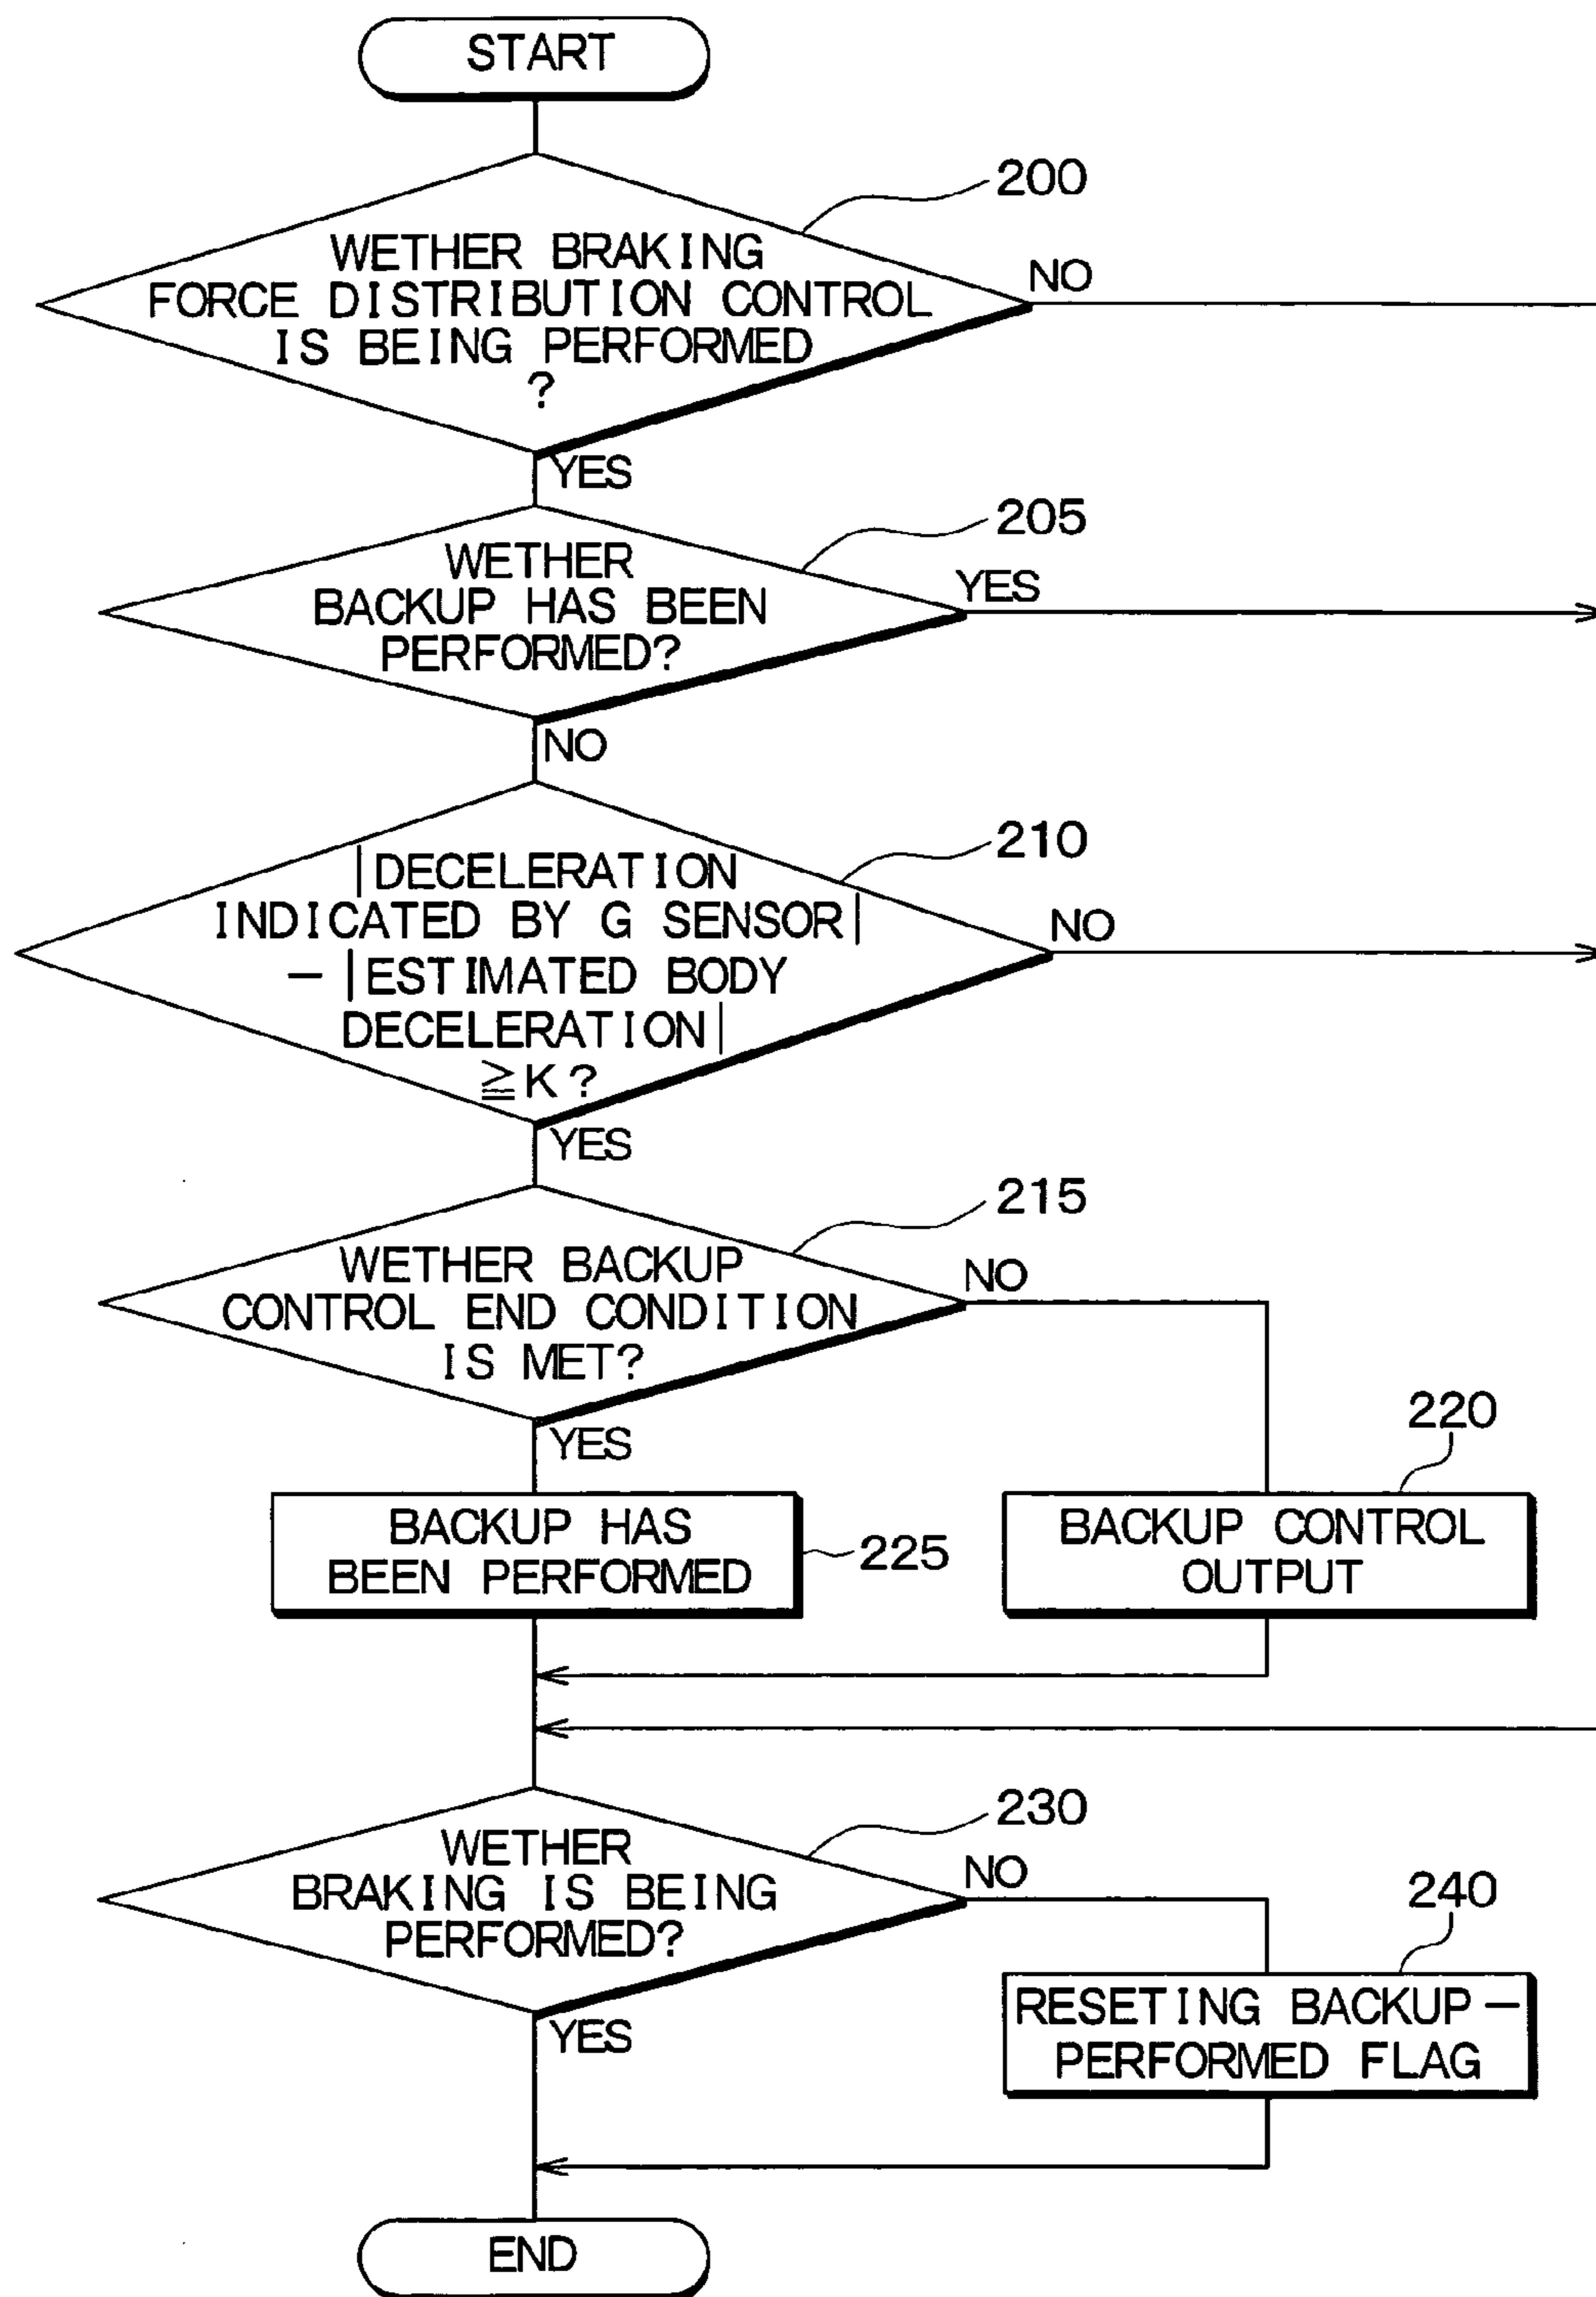 START
200
WETHER BRAKING
FORCE DISTRIBUTION CONTROL
IS BEING PERFORMED
?
NO
YES
205
WETHER
BACKUP HAS BEEN
PERFORMED?
YES
NO
210
|DECELERATION
INDICATED BY G SENSOR|
－|ESTIMATED BODY
DECELERATION|
≧K?
NO
YES
215
WETHER BACKUP
CONTROL END CONDITION
IS MET?
NO
YES
220
BACKUP HAS
BEEN PERFORMED
225
BACKUP CONTROL
OUTPUT
230
WETHER
BRAKING IS BEING
PERFORMED?
NO
YES
240
RESETING BACKUP－
PERFORMED FLAG
END